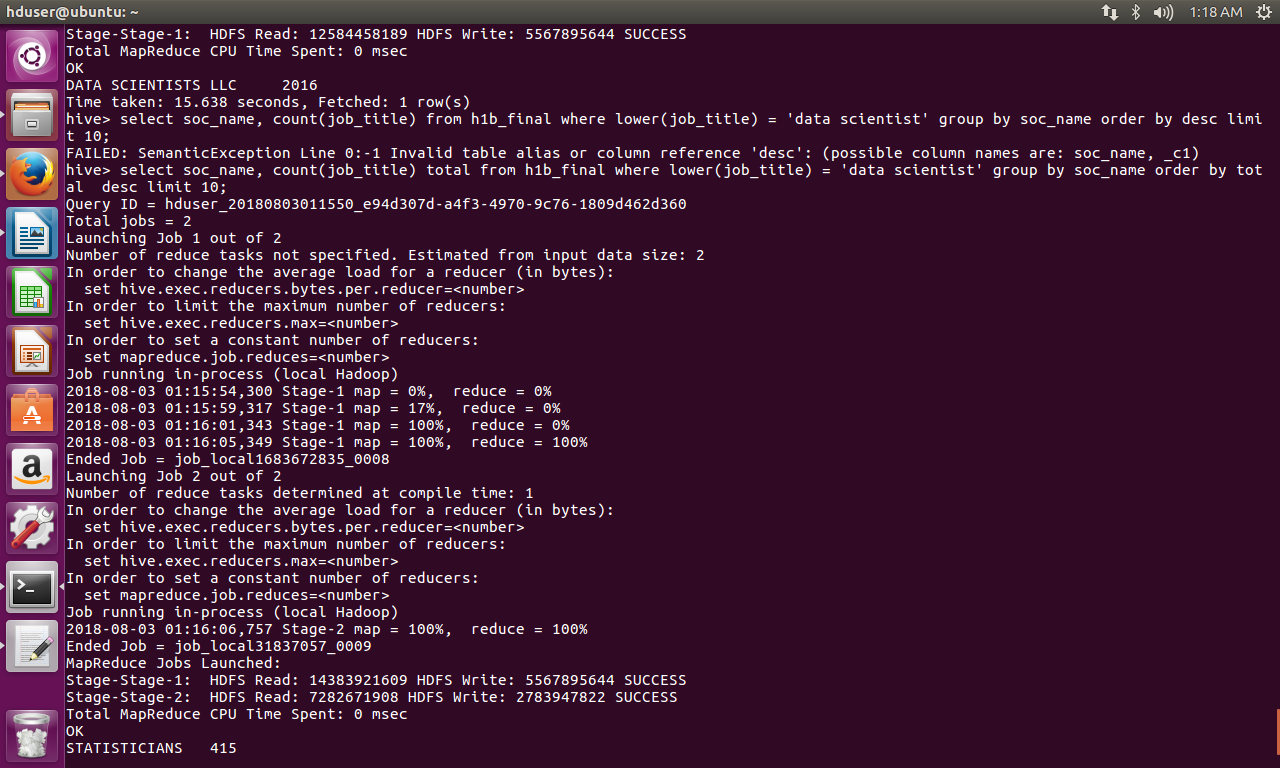 hduser@ubuntu: ~
1:18 AM
Stage-Stage-1:  HDFS Read: 12584458189 HDFS Write: 5567895644 SUCCESS
Total MapReduce CPU Time Spent: 0 msec
OK
DATA SCIENTISTS LLC     2016
Time taken: 15.638 seconds, Fetched: 1 row(s)
hive> select soc_name, count(job_title) from h1b_final where lower(job_title) = 'data scientist' group by soc_name order by desc limi
t 10;
FAILED: SemanticException Line 0:-1 Invalid table alias or column reference 'desc': (possible column names are: soc_name, _c1)
hive> select soc_name, count(job_title) total from h1b_final where lower(job_title) = 'data scientist' group by soc_name order by tot
al  desc limit 10;
Query ID = hduser_20180803011550_e94d307d-a4f3-4970-9c76-1809d462d360
Total jobs = 2
Launching Job 1 out of 2
Number of reduce tasks not specified. Estimated from input data size: 2
In order to change the average load for a reducer (in bytes):
  set hive.exec.reducers.bytes.per.reducer=<number>
In order to limit the maximum number of reducers:
  set hive.exec.reducers.max=<number>
In order to set a constant number of reducers:
  set mapreduce.job.reduces=<number>
Job running in-process (local Hadoop)
2018-08-03 01:15:54,300 Stage-1 map = 0%,  reduce = 0%
2018-08-03 01:15:59,317 Stage-1 map = 17%,  reduce = 0%
2018-08-03 01:16:01,343 Stage-1 map = 100%,  reduce = 0%
2018-08-03 01:16:05,349 Stage-1 map = 100%,  reduce = 100%
Ended Job = job_local1683672835_0008
Launching Job 2 out of 2
Number of reduce tasks determined at compile time: 1
In order to change the average load for a reducer (in bytes):
  set hive.exec.reducers.bytes.per.reducer=<number>
In order to limit the maximum number of reducers:
  set hive.exec.reducers.max=<number>
In order to set a constant number of reducers:
  set mapreduce.job.reduces=<number>
Job running in-process (local Hadoop)
2018-08-03 01:16:06,757 Stage-2 map = 100%,  reduce = 100%
Ended Job = job_local31837057_0009
MapReduce Jobs Launched:
Stage-Stage-1:  HDFS Read: 14383921609 HDFS Write: 5567895644 SUCCESS
Stage-Stage-2:  HDFS Read: 7282671908 HDFS Write: 2783947822 SUCCESS
Total MapReduce CPU Time Spent: 0 msec
OK
STATISTICIANS   415